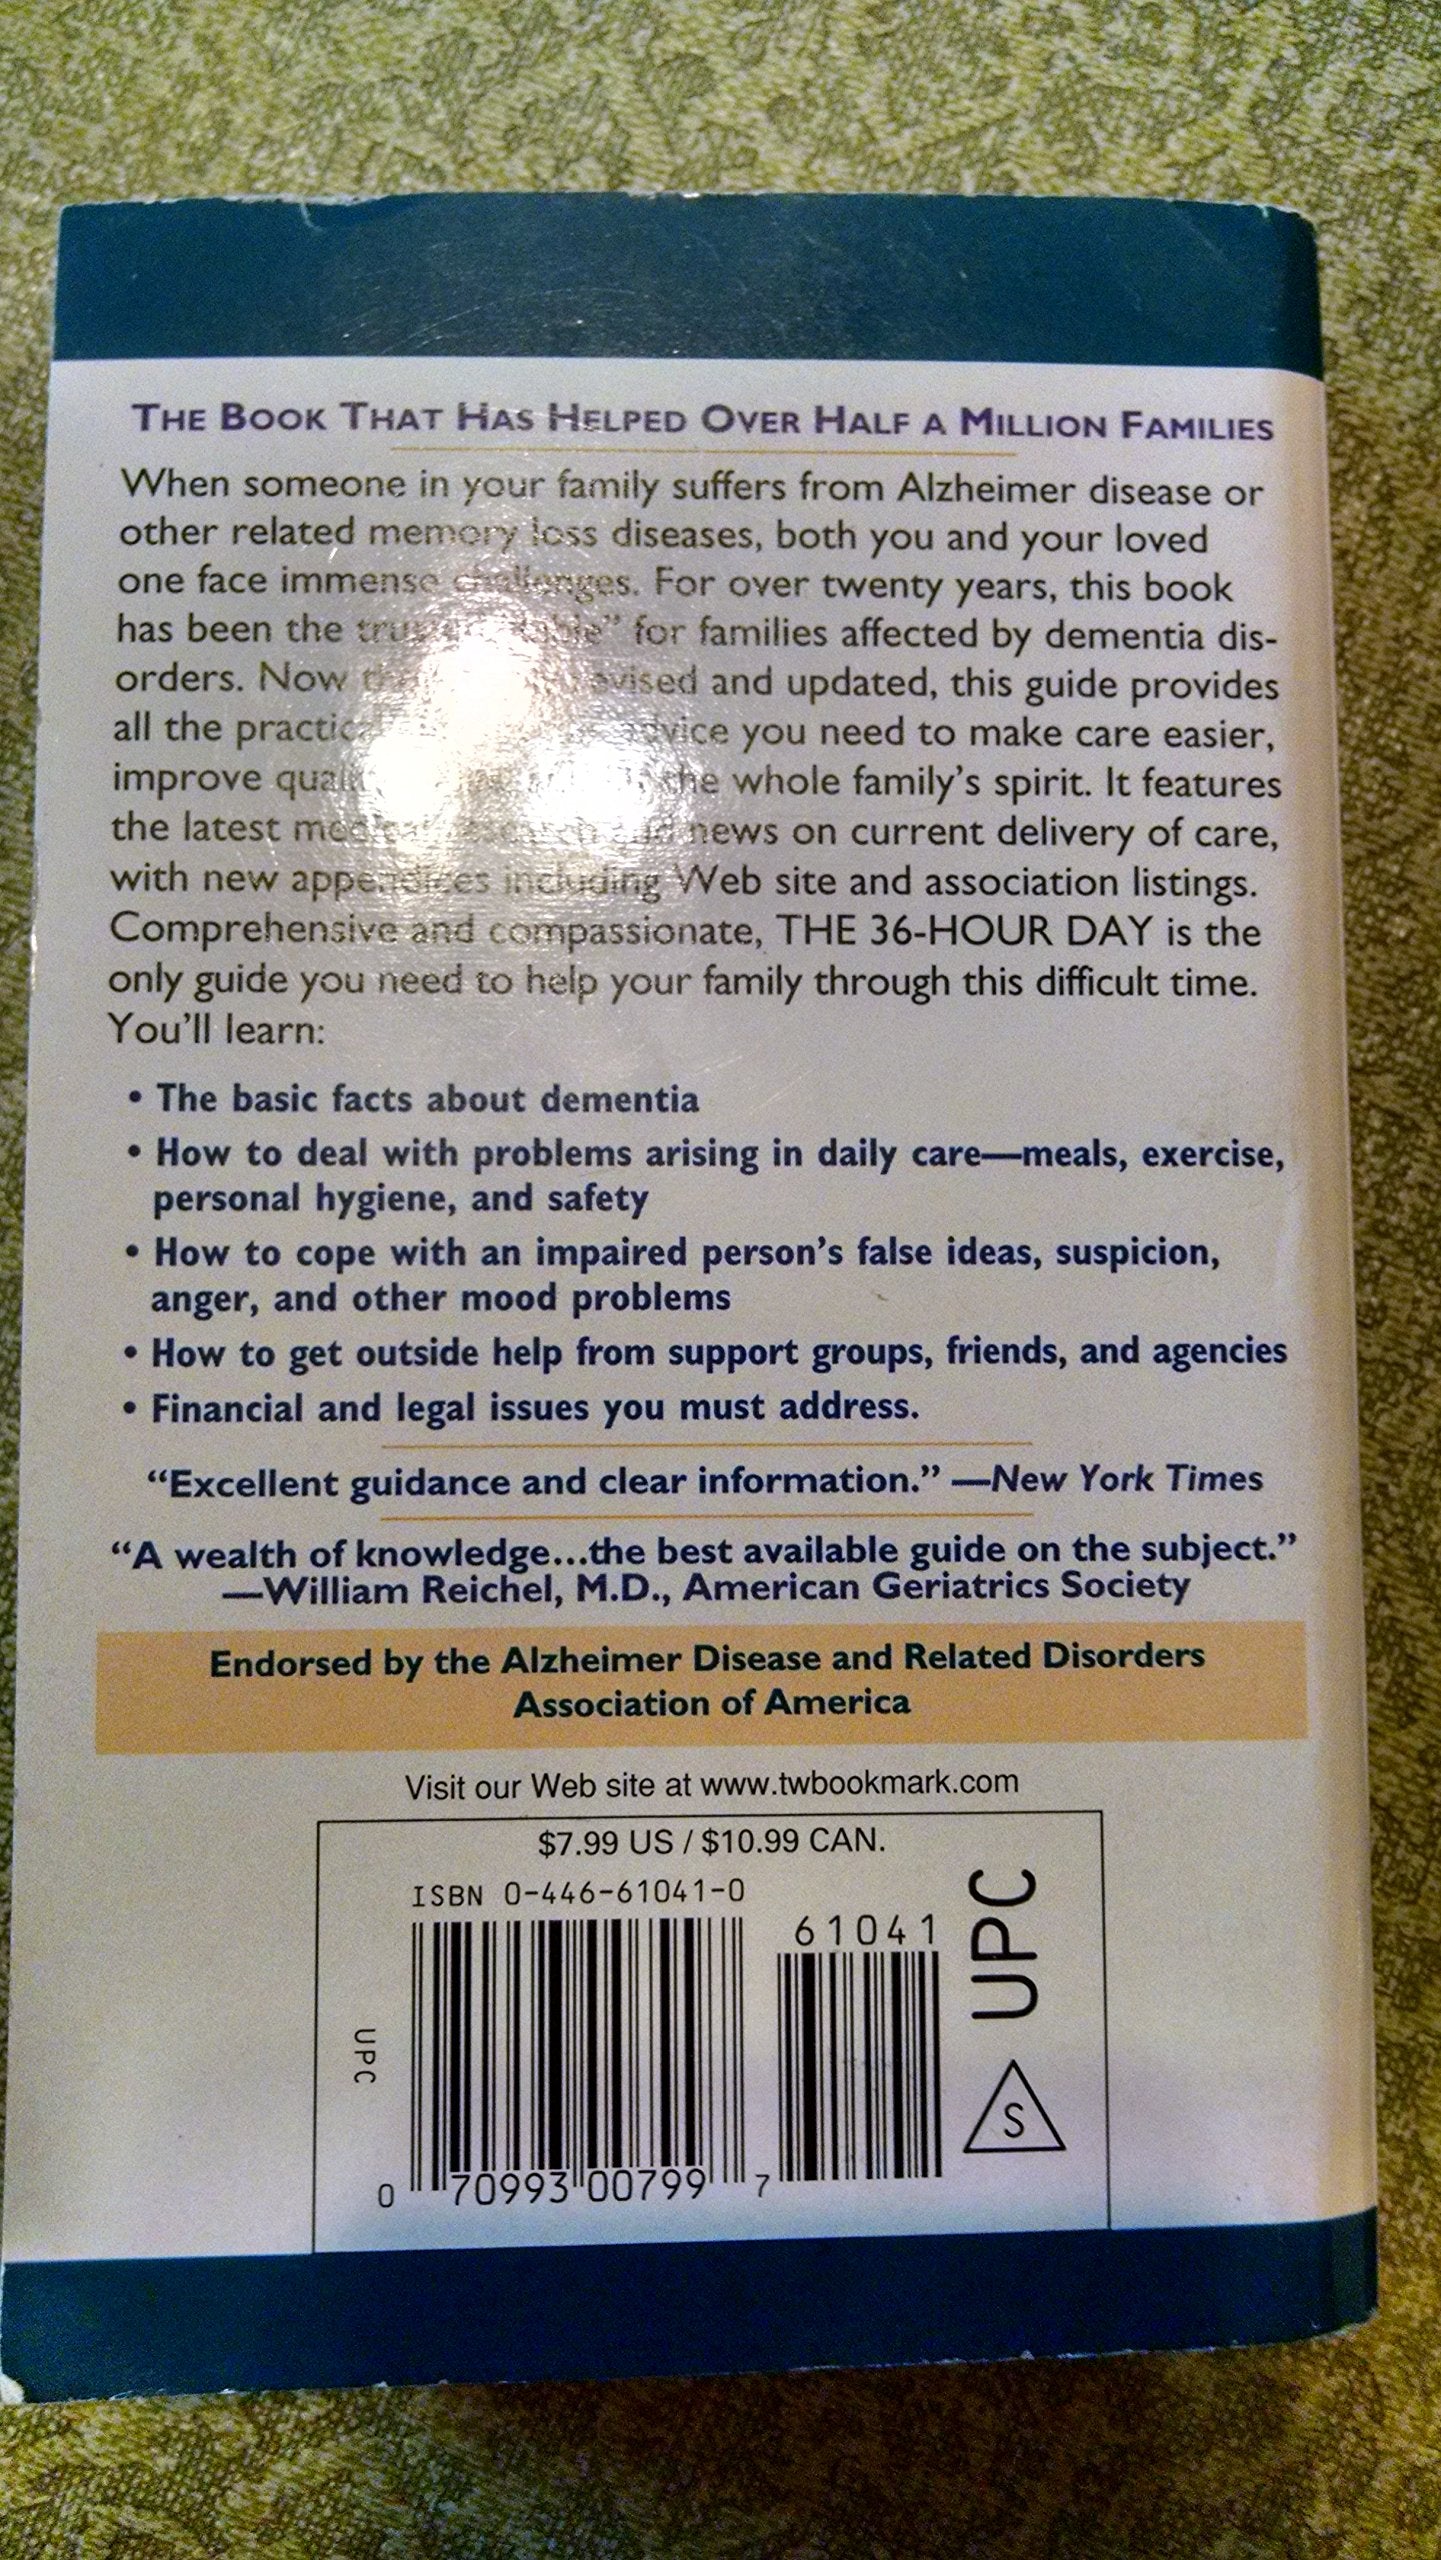 THE BOOK THAT HAS HELPED OVER HALF A MILLION FAMILIES
When someone in your family suffers from Alzheimer disease or
other related memory loss diseases, both you and your loved
one face immense challenges. For over twenty years, this book
has been the for families affected by dementia dis-
orders. Now and updated, this guide provides
all the you need to make care easier,
improve the whole family's spirit. It features
the latest medical research and news on current delivery of care,
with new appendices including Web site and association listings.
Comprehensive and compassionate, THE 36-HOUR DAY is the
only guide you need to help your family through this difficult time.
You'll learn:
• The basic facts about dementia
• How to deal with problems arising in daily care—meals, exercise,
personal hygiene, and safety
• How to cope with an impaired person's false ideas, suspicion,
anger, and other mood problems
• How to get outside help from support groups, friends, and agencies
• Financial and legal issues you must address.
“Excellent guidance and clear information.” —New York Times
“A wealth of knowledge...the best available guide on the subject.”
—William Reichel, M.D., American Geriatrics Society
Endorsed by the Alzheimer Disease and Related Disorders
Association of America
Visit our Web site at www.twbookmark.com
$7.99 US / $10.99 CAN.
ISBN 0-446-61041-0
61041
UPC
UPC
S
0 70993 00799 7